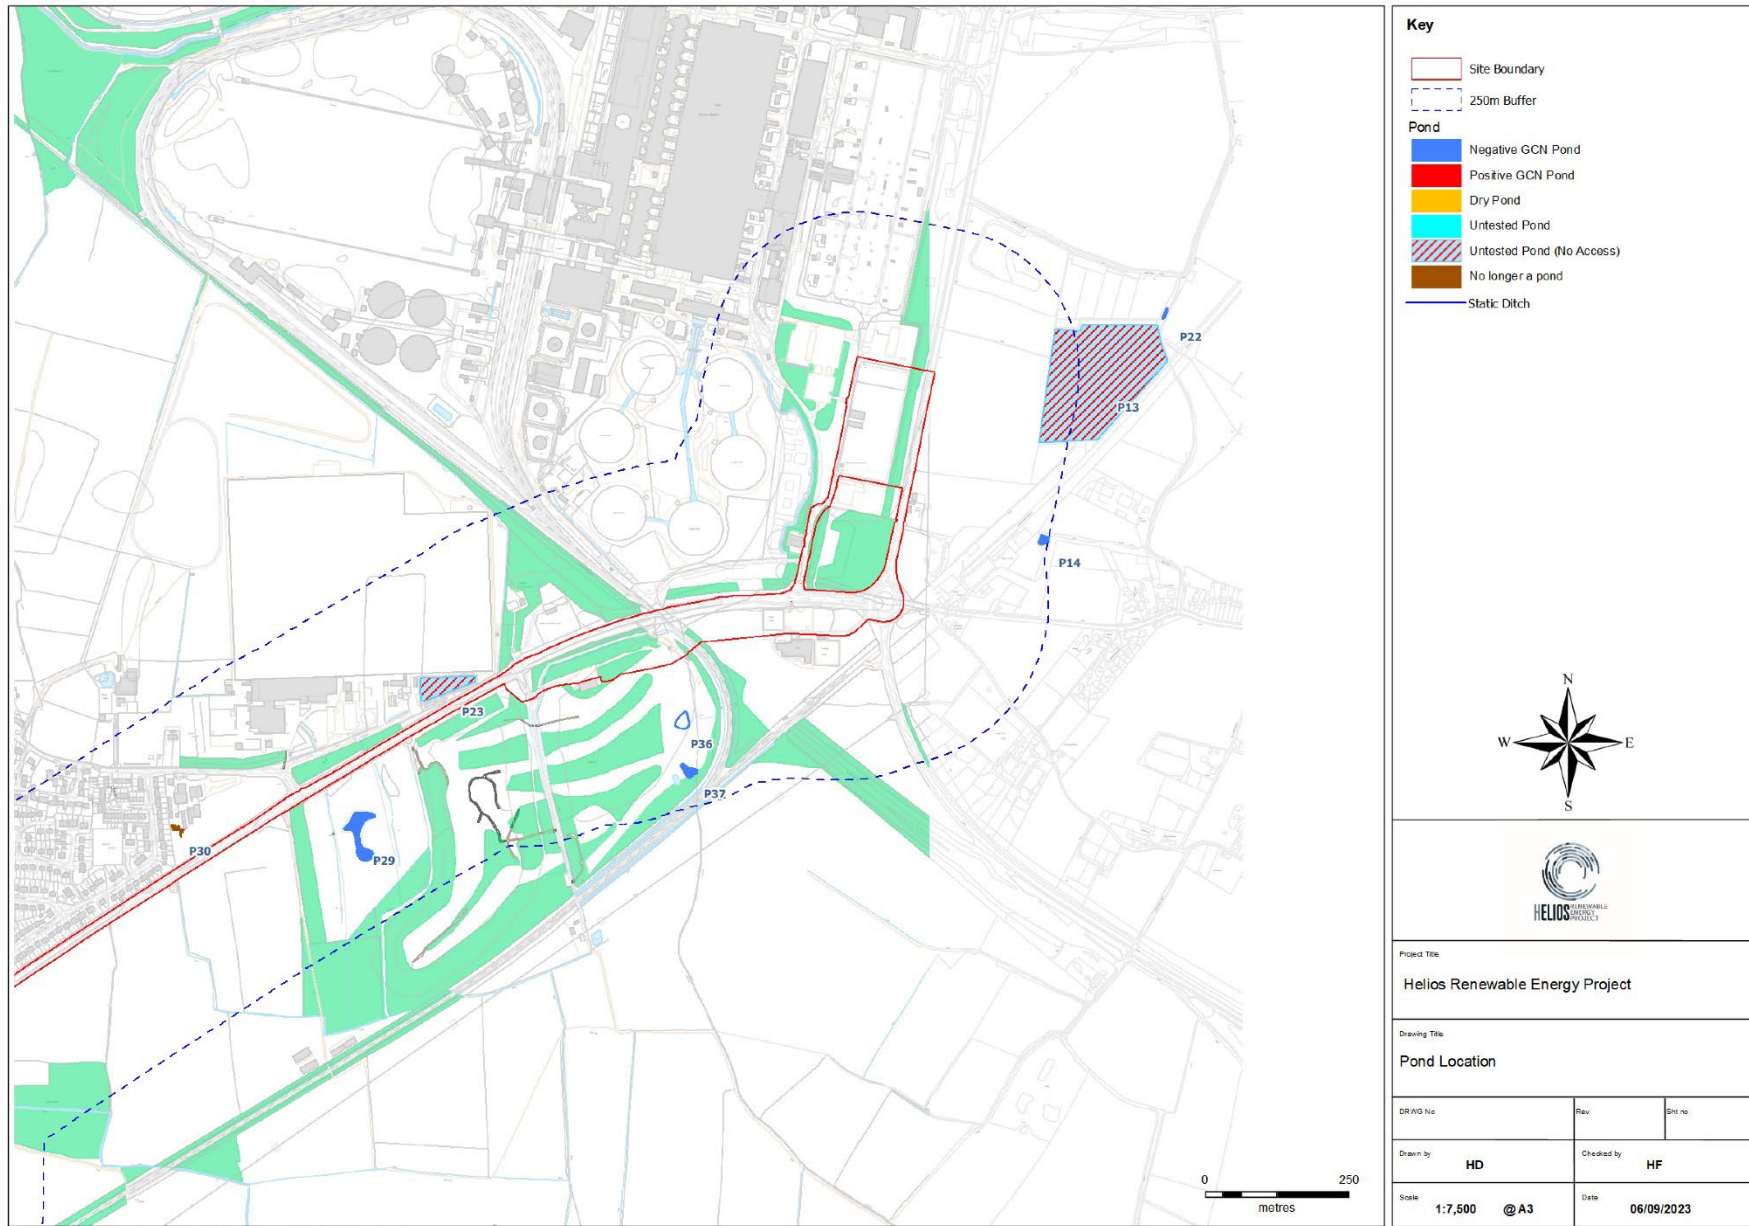 Key
Site Boundary
250m Buffer
Pond
Negative GCN Pond
Positive GCN Pond
Dry Pond
Untested Pond
Untested Pond (No Access)
No longer a pond
Static Ditch
P22
P13
P14
P23
P36
P37
P30
P29
N
W E
S
HELIOS RENEWABLE
ENERGY
PROJECT
Project Title
Helios Renewable Energy Project
Drawing Title
Pond Location
DRWG No Rev Sht no
Drawn by Checked by
HD HF
Scale Date
1:7,500 @A3 06/09/2023
0 250
metres